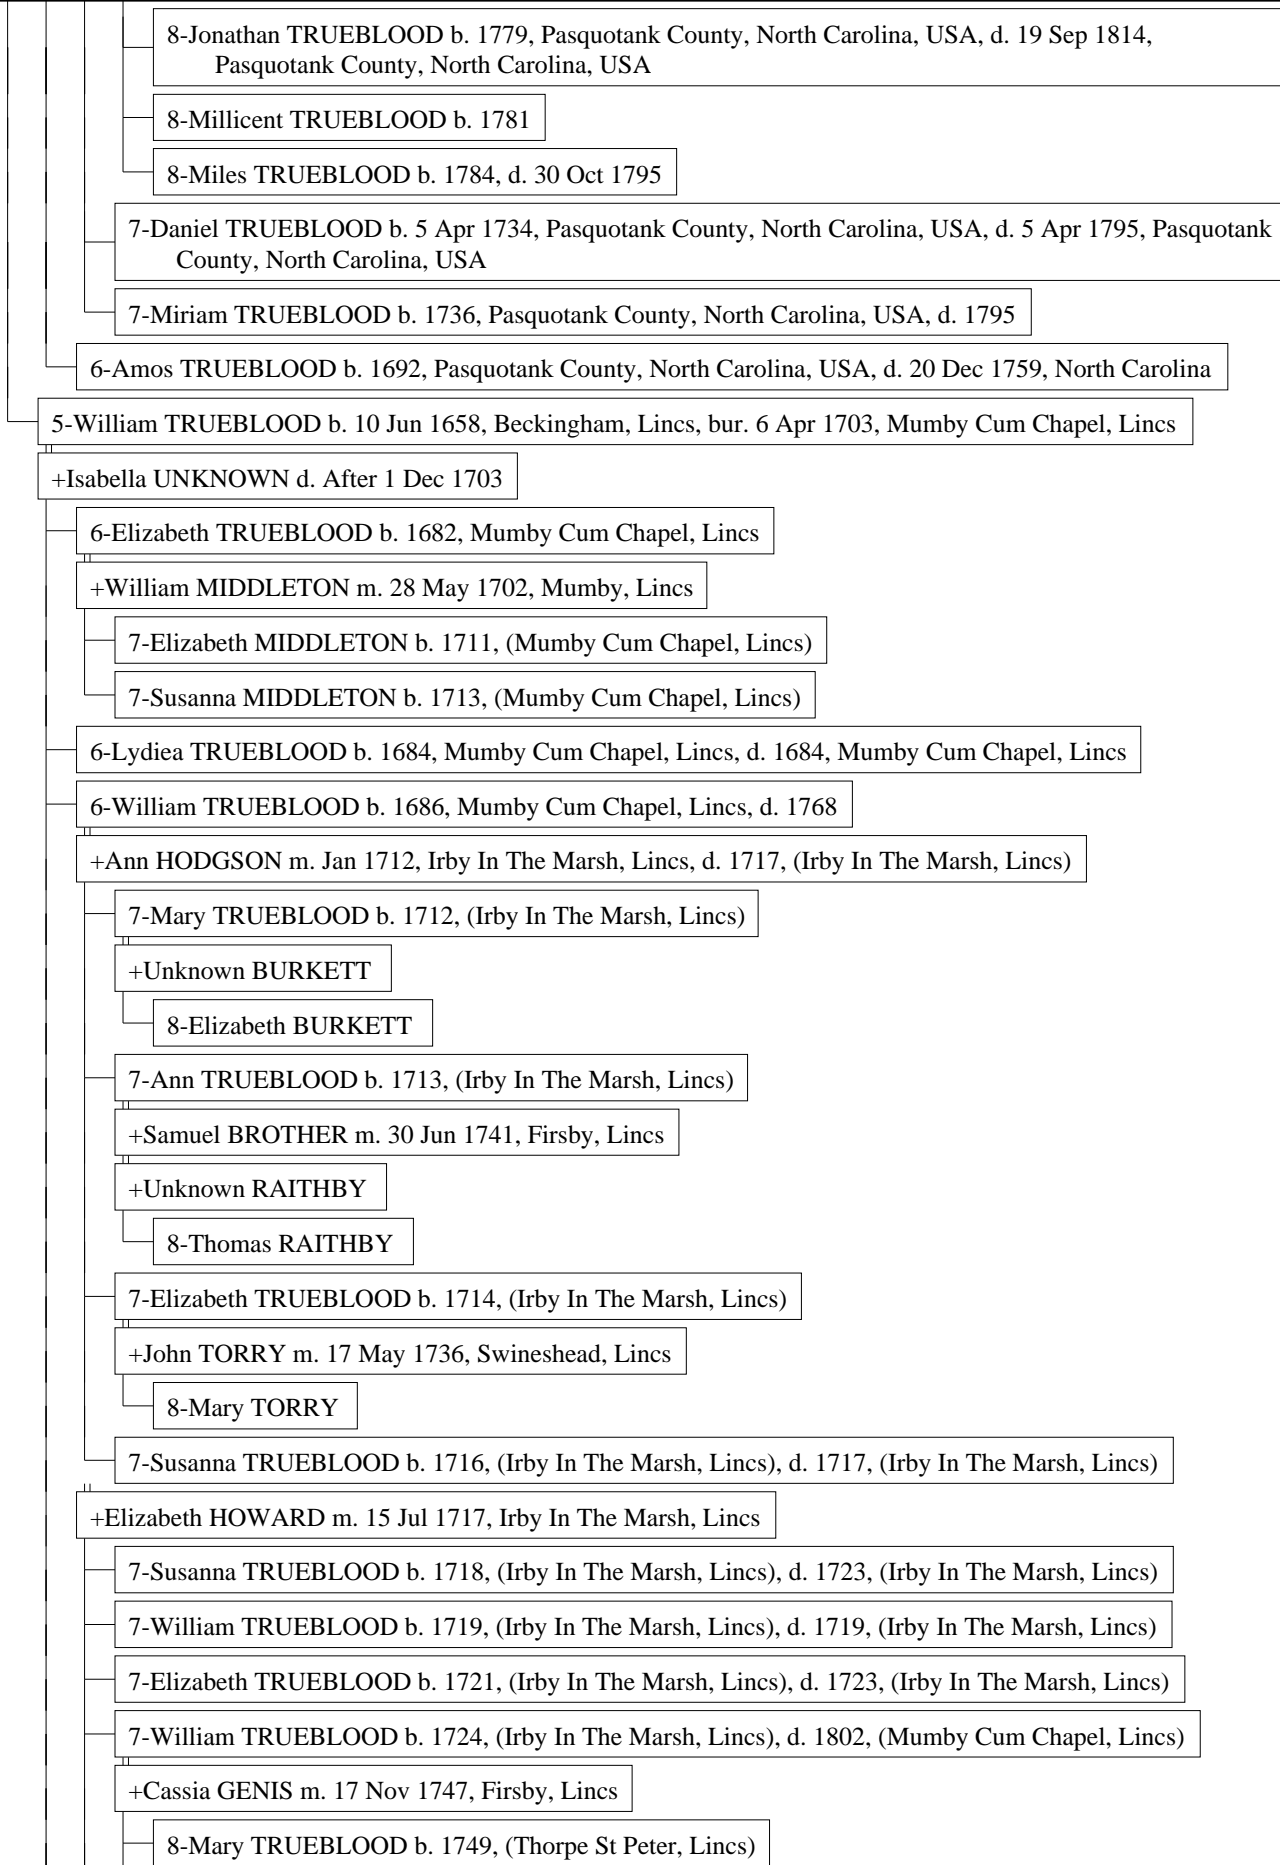 8-Jonathan TRUEBLOOD b. 1779, Pasquotank County, North Carolina, USA, d. 19 Sep 1814,
Pasquotank County, North Carolina, USA
8-Millicent TRUEBLOOD b. 1781
8-Miles TRUEBLOOD b. 1784, d. 30 Oct 1795
7-Daniel TRUEBLOOD b. 5 Apr 1734, Pasquotank County, North Carolina, USA, d. 5 Apr 1795, Pasquotank
County, North Carolina, USA
7-Miriam TRUEBLOOD b. 1736, Pasquotank County, North Carolina, USA, d. 1795
6-Amos TRUEBLOOD b. 1692, Pasquotank County, North Carolina, USA, d. 20 Dec 1759, North Carolina
5-William TRUEBLOOD b. 10 Jun 1658, Beckingham, Lincs, bur. 6 Apr 1703, Mumby Cum Chapel, Lincs
+Isabella UNKNOWN d. After 1 Dec 1703
6-Elizabeth TRUEBLOOD b. 1682, Mumby Cum Chapel, Lincs
+William MIDDLETON m. 28 May 1702, Mumby, Lincs
7-Elizabeth MIDDLETON b. 1711, (Mumby Cum Chapel, Lincs)
7-Susanna MIDDLETON b. 1713, (Mumby Cum Chapel, Lincs)
6-Lydiea TRUEBLOOD b. 1684, Mumby Cum Chapel, Lincs, d. 1684, Mumby Cum Chapel, Lincs
6-William TRUEBLOOD b. 1686, Mumby Cum Chapel, Lincs, d. 1768
+Ann HODGSON m. Jan 1712, Irby In The Marsh, Lincs, d. 1717, (Irby In The Marsh, Lincs)
7-Mary TRUEBLOOD b. 1712, (Irby In The Marsh, Lincs)
+Unknown BURKETT
8-Elizabeth BURKETT
7-Ann TRUEBLOOD b. 1713, (Irby In The Marsh, Lincs)
+Samuel BROTHER m. 30 Jun 1741, Firsby, Lincs
+Unknown RAITHBY
8-Thomas RAITHBY
7-Elizabeth TRUEBLOOD b. 1714, (Irby In The Marsh, Lincs)
+John TORRY m. 17 May 1736, Swineshead, Lincs
8-Mary TORRY
7-Susanna TRUEBLOOD b. 1716, (Irby In The Marsh, Lincs), d. 1717, (Irby In The Marsh, Lincs)
+Elizabeth HOWARD m. 15 Jul 1717, Irby In The Marsh, Lincs
7-Susanna TRUEBLOOD b. 1718, (Irby In The Marsh, Lincs), d. 1723, (Irby In The Marsh, Lincs)
7-William TRUEBLOOD b. 1719, (Irby In The Marsh, Lincs), d. 1719, (Irby In The Marsh, Lincs)
7-Elizabeth TRUEBLOOD b. 1721, (Irby In The Marsh, Lincs), d. 1723, (Irby In The Marsh, Lincs)
7-William TRUEBLOOD b. 1724, (Irby In The Marsh, Lincs), d. 1802, (Mumby Cum Chapel, Lincs)
+Cassia GENIS m. 17 Nov 1747, Firsby, Lincs
8-Mary TRUEBLOOD b. 1749, (Thorpe St Peter, Lincs)